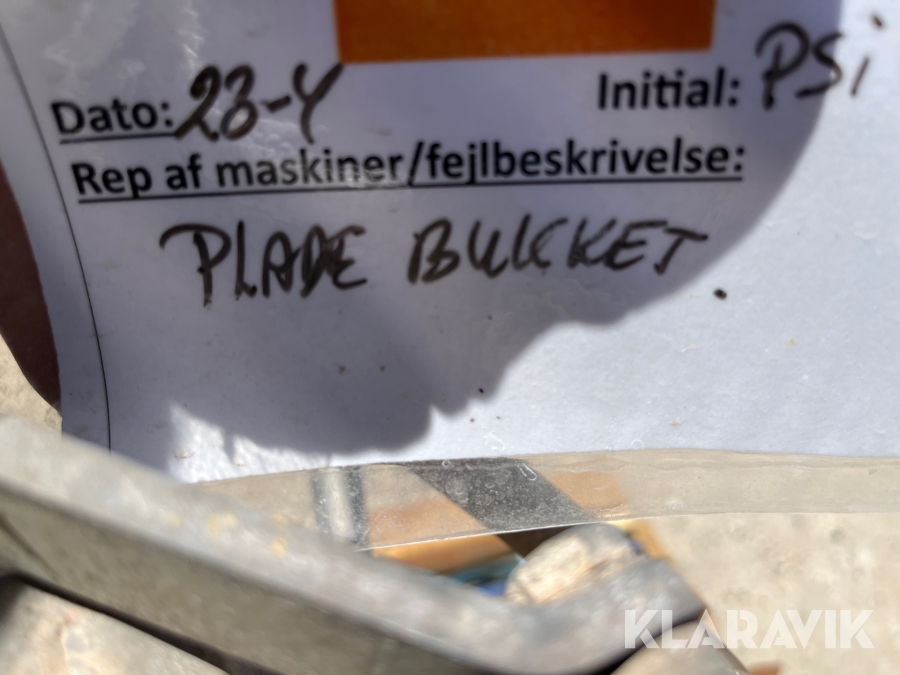 Dato: 23-4 Initial: PSi
Rep af maskiner/fejlbeskrivelse:
PLADE BUKKET
KLARAVIK